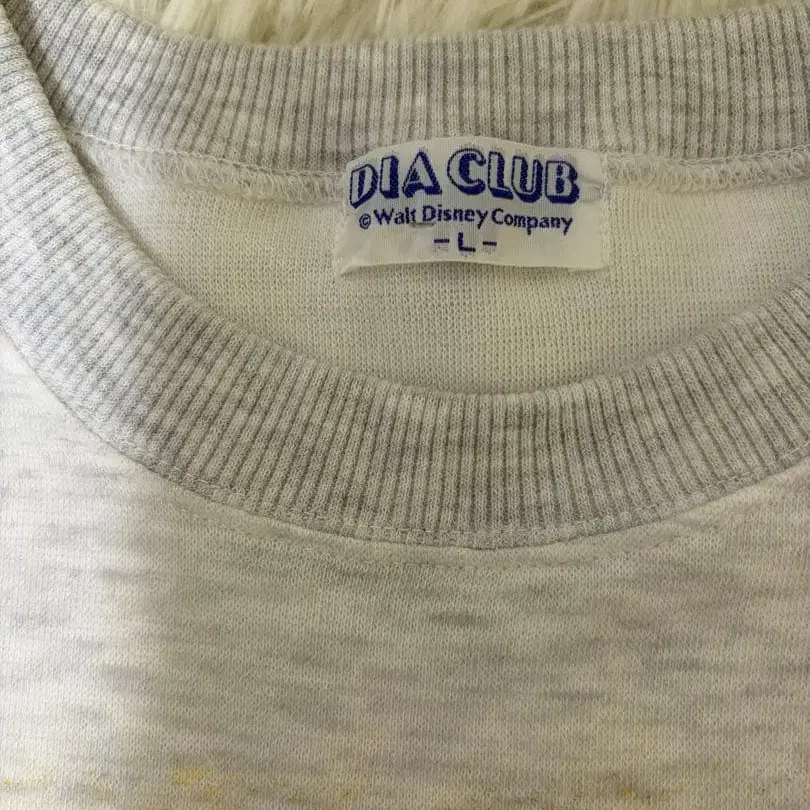 DIA CLUB
© Walt Disney Company
- L -